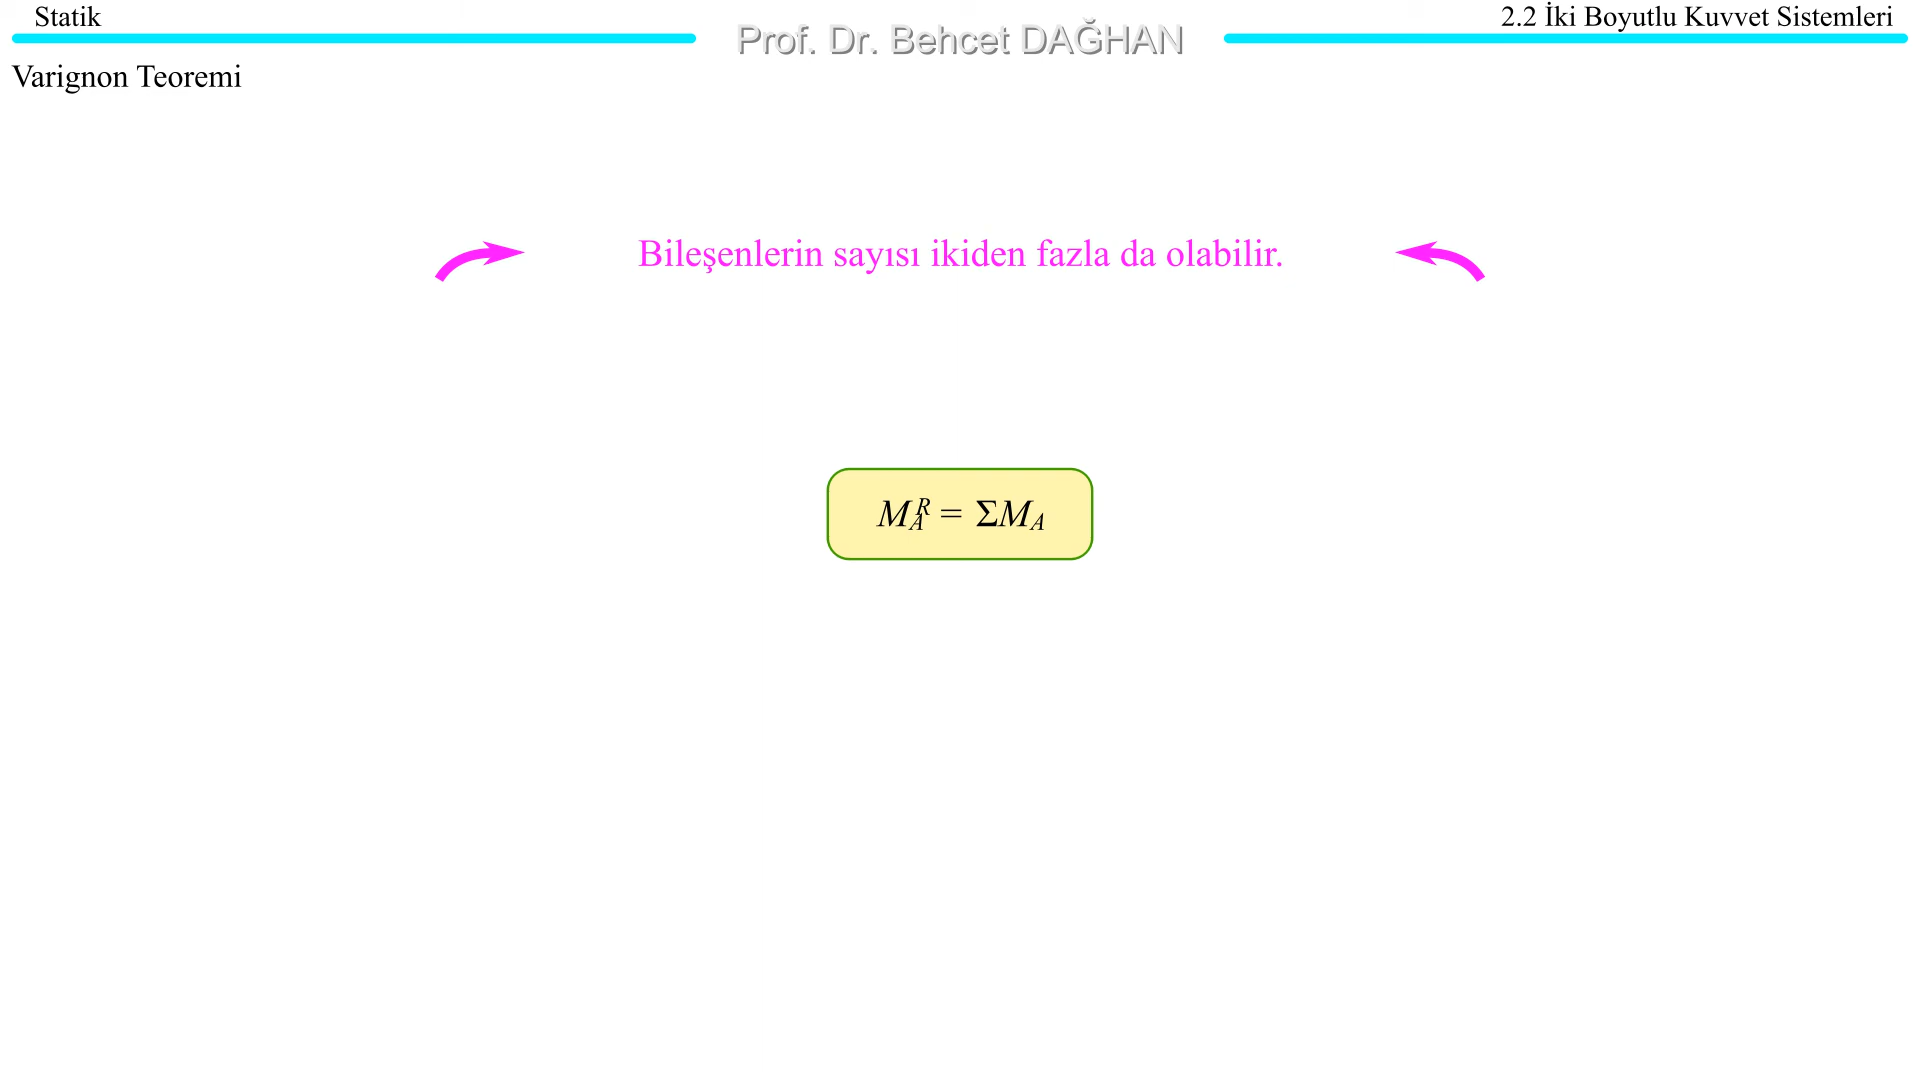 Statik
2.2 İki Boyutlu Kuvvet Sistemleri
Prof. Dr. Behcet DAĞHAN
Varignon Teoremi
Bileşenlerin sayısı ikiden fazla da olabilir.
M_A^R = ΣM_A